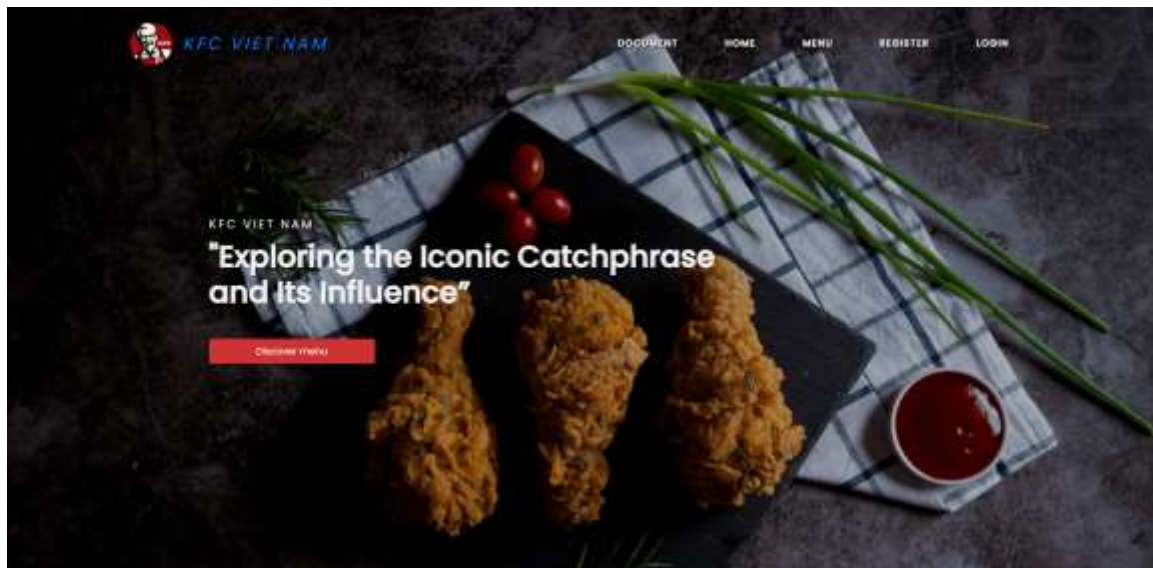 KFC VIET NAM
DOCUMENT HOME MENU REGISTER LOGIN
KFC VIET NAM
"Exploring the Iconic Catchphrase
and Its Influence”
Discover menu